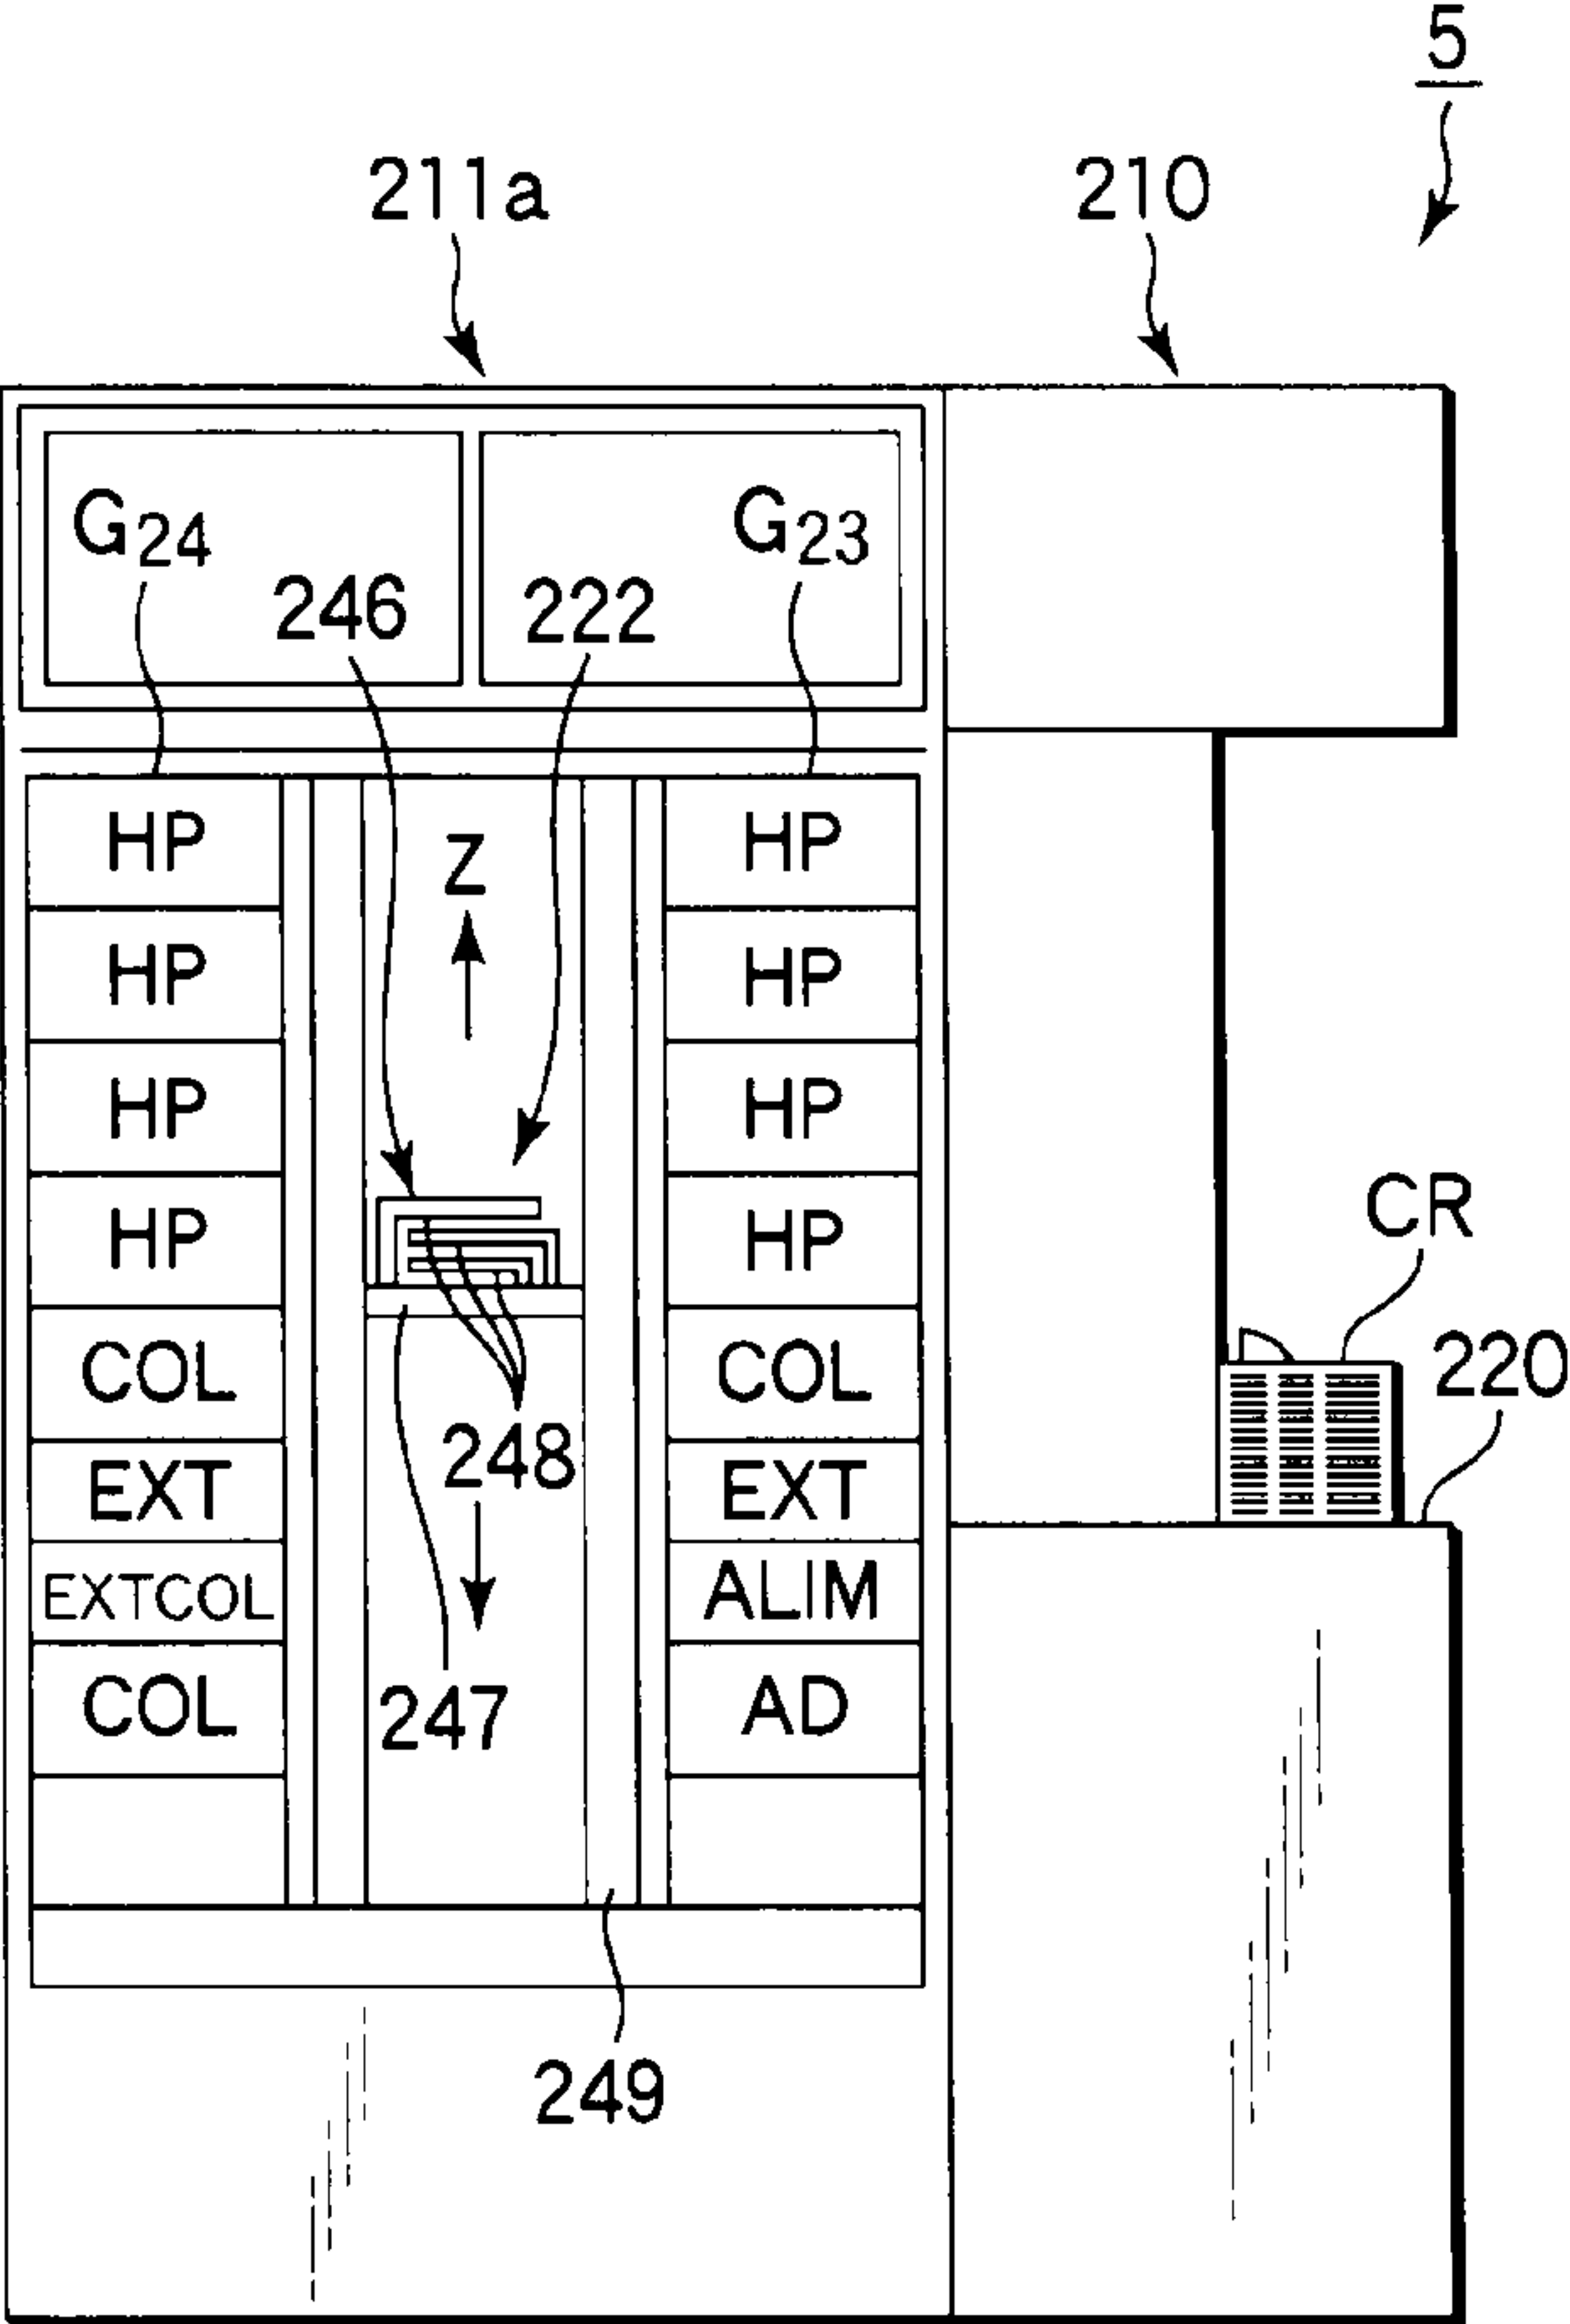 5
211a 210
G24 G23
246 222
HP Z HP
HP HP
HP HP
HP HP
CR
COL COL
220
248
EXT EXT
EXTCOL ALIM
COL AD
247
249